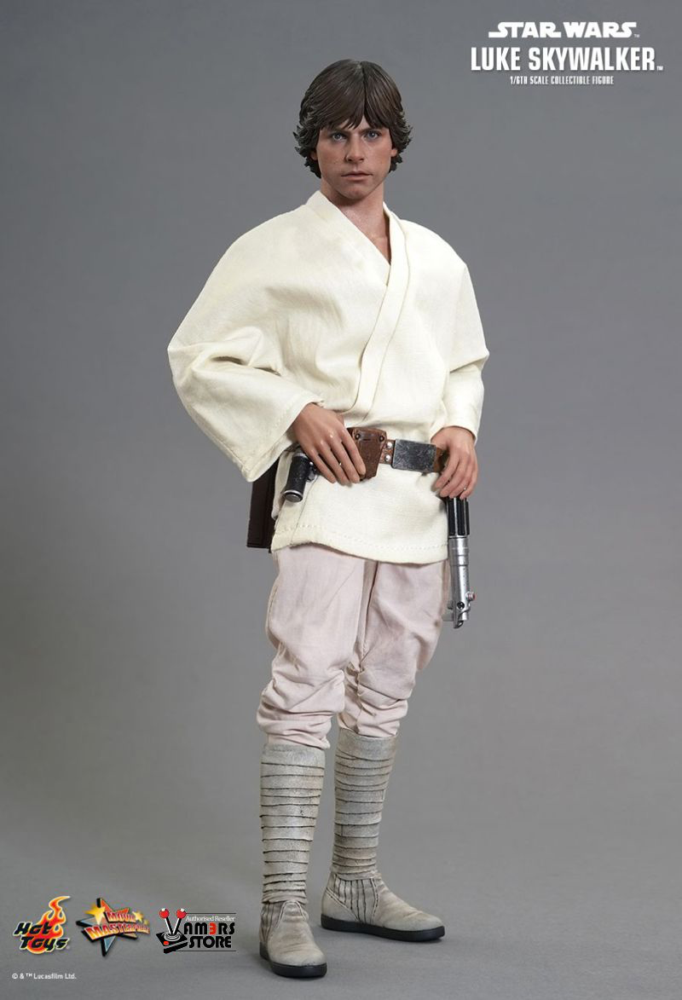 STAR WARS™
LUKE SKYWALKER™
1/6TH SCALE COLLECTIBLE FIGURE
HOT TOYS
MOVIE MASTERPIECE
Authorised Reseller
VAM3RS
STORE
© & ™ Lucasfilm Ltd.